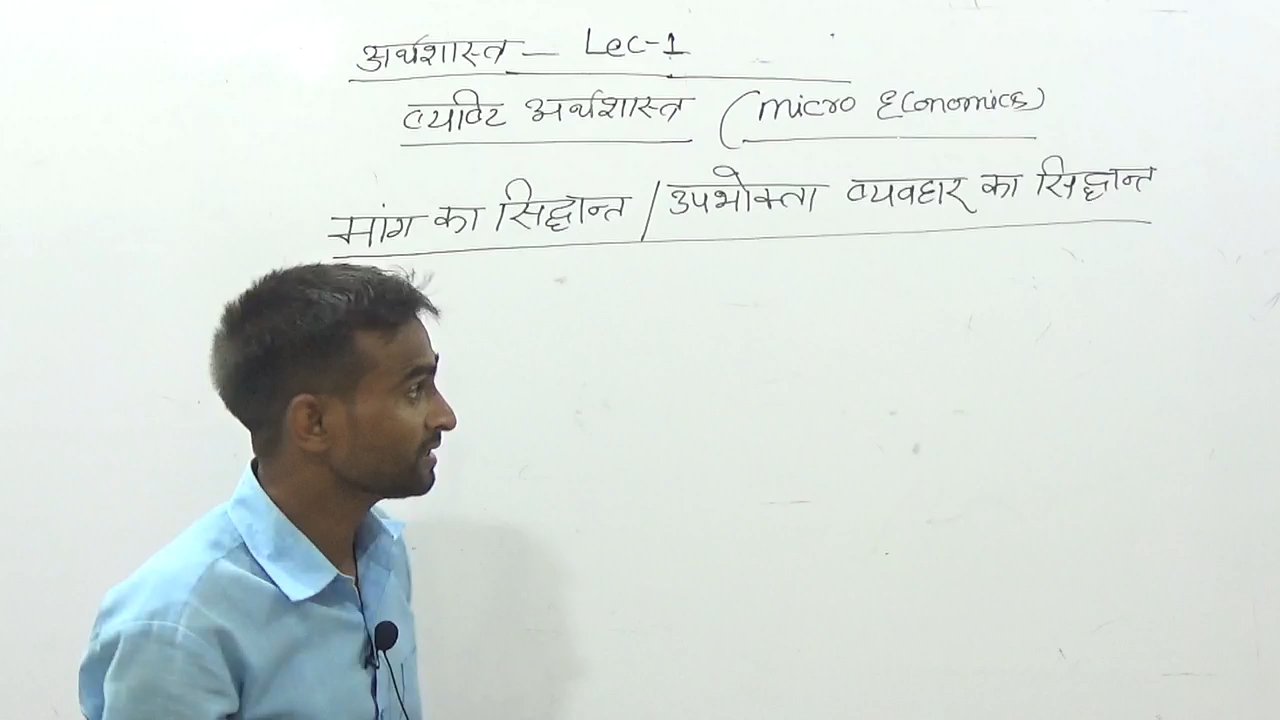 अर्थशास्त्र — Lec-1
व्यष्टि अर्थशास्त्र (Micro Economics)
मांग का सिद्धान्त / उपभोक्ता व्यवहार का सिद्धान्त